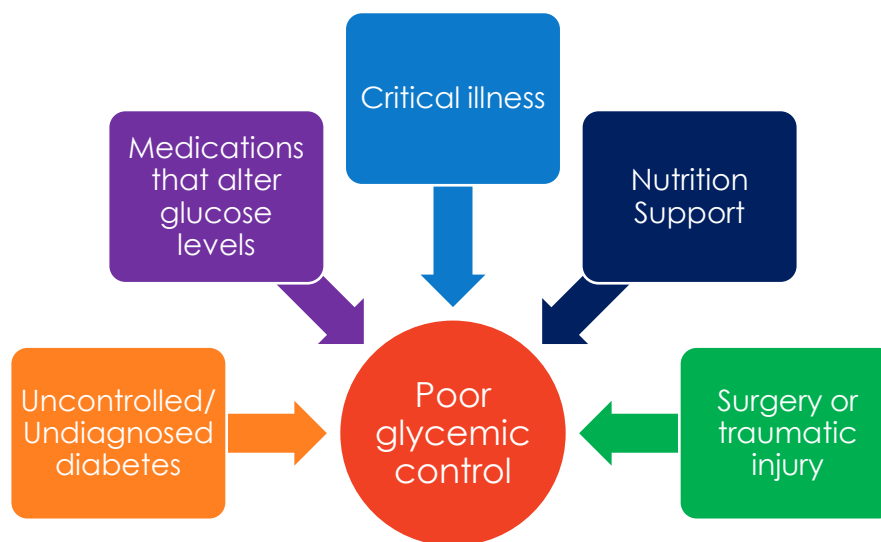 Critical illness
Medications
that alter
glucose
levels
Nutrition
Support
Uncontrolled/
Undiagnosed
diabetes
Poor
glycemic
control
Surgery or
traumatic
injury